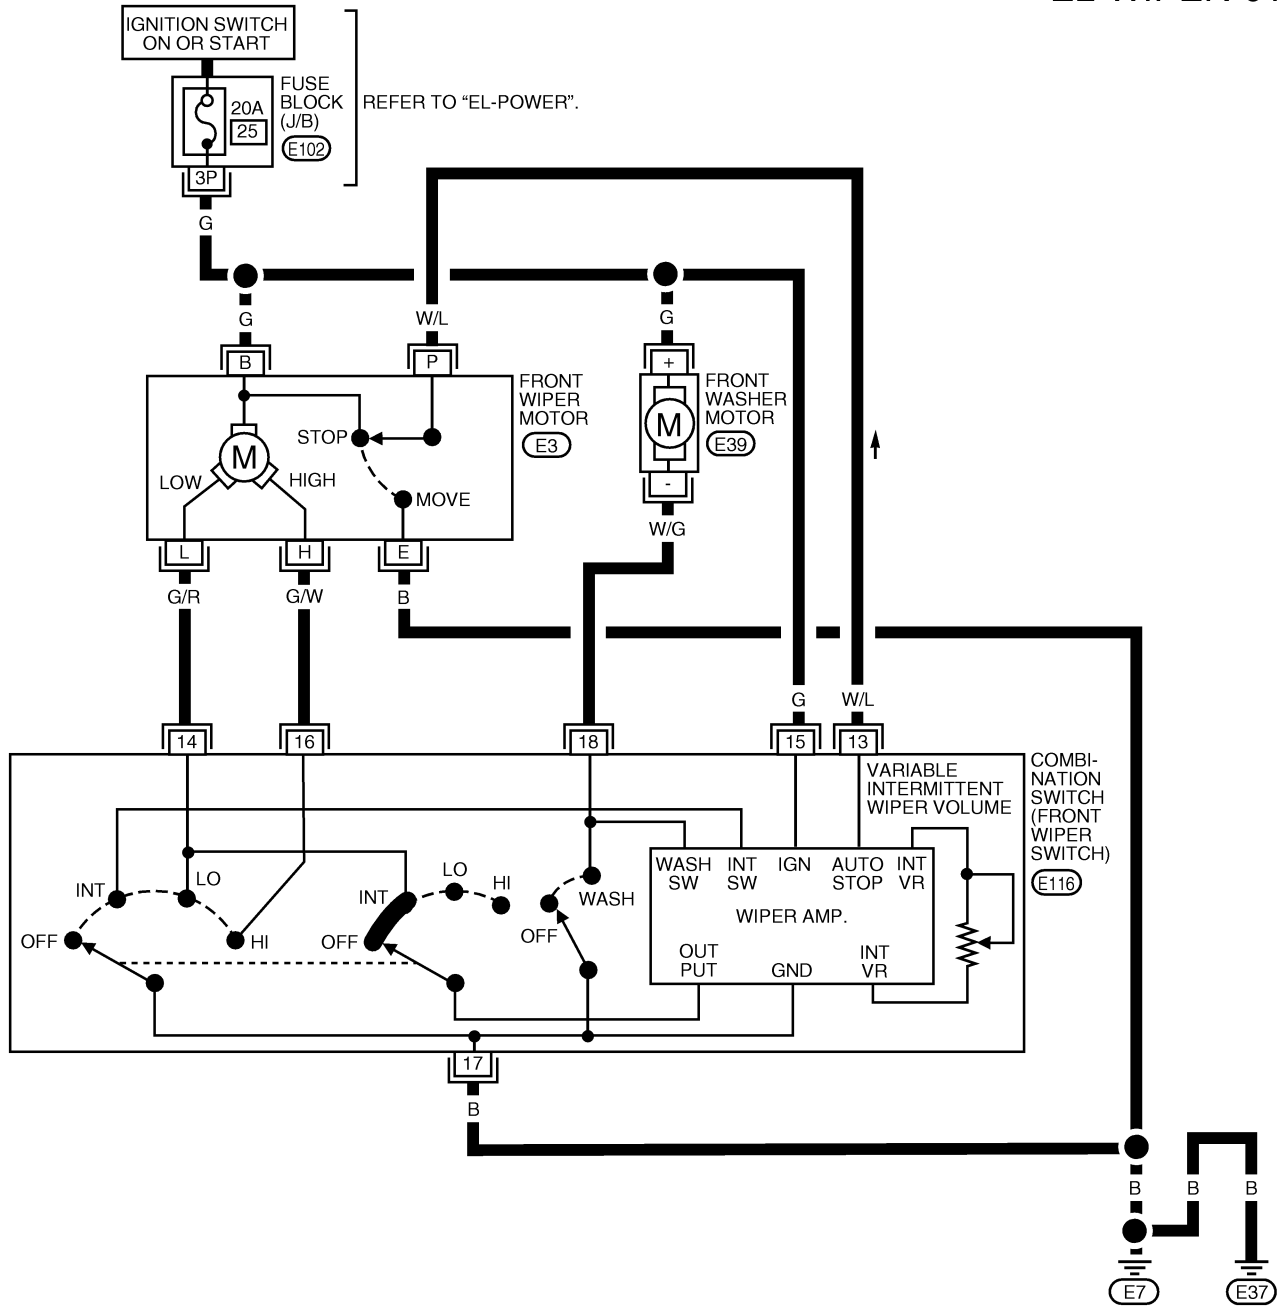 IGNITION SWITCH
ON OR START
FUSE
BLOCK
(J/B)
E102
20A
25
REFER TO “EL-POWER”.
3P
G
G
W/L
G
B
P
+
FRONT
WIPER
MOTOR
E3
FRONT
WASHER
MOTOR
E39
STOP
M
M
LOW
HIGH
MOVE
-
W/G
L
H
E
G/R
G/W
B
G
W/L
14
16
18
15
13
COMBI-
NATION
SWITCH
(FRONT
WIPER
SWITCH)
E116
VARIABLE
INTERMITTENT
WIPER VOLUME
WASH
SW
INT
SW
IGN
AUTO
STOP
INT
VR
WIPER AMP.
OUT
PUT
GND
INT
VR
INT
LO
OFF
HI
INT
LO
HI
OFF
WASH
OFF
17
B
B
B
B
E7
E37